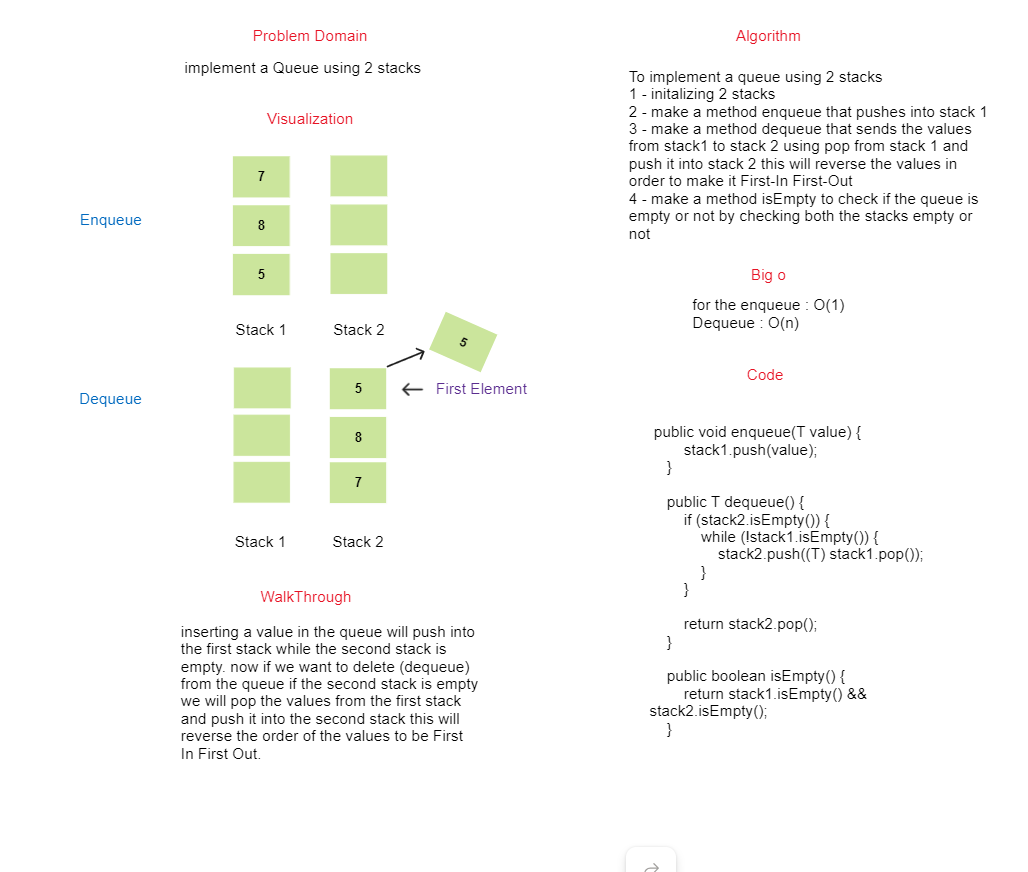 Problem Domain
implement a Queue using 2 stacks
Visualization
Enqueue
7
8
5
Stack 1
Stack 2
5
Dequeue
5
First Element
8
7
Stack 1
Stack 2
WalkThrough
inserting a value in the queue will push into
the first stack while the second stack is
empty. now if we want to delete (dequeue)
from the queue if the second stack is empty
we will pop the values from the first stack
and push it into the second stack this will
reverse the order of the values to be First
In First Out.
Algorithm
To implement a queue using 2 stacks
1 - initalizing 2 stacks
2 - make a method enqueue that pushes into stack 1
3 - make a method dequeue that sends the values
from stack1 to stack 2 using pop from stack 1 and
push it into stack 2 this will reverse the values in
order to make it First-In First-Out
4 - make a method isEmpty to check if the queue is
empty or not by checking both the stacks empty or
not
Big o
for the enqueue : O(1)
Dequeue : O(n)
Code
public void enqueue(T value) {
stack1.push(value);
}
public T dequeue() {
if (stack2.isEmpty()) {
while (!stack1.isEmpty()) {
stack2.push((T) stack1.pop());
}
}
return stack2.pop();
}
public boolean isEmpty() {
return stack1.isEmpty() &&
stack2.isEmpty();
}